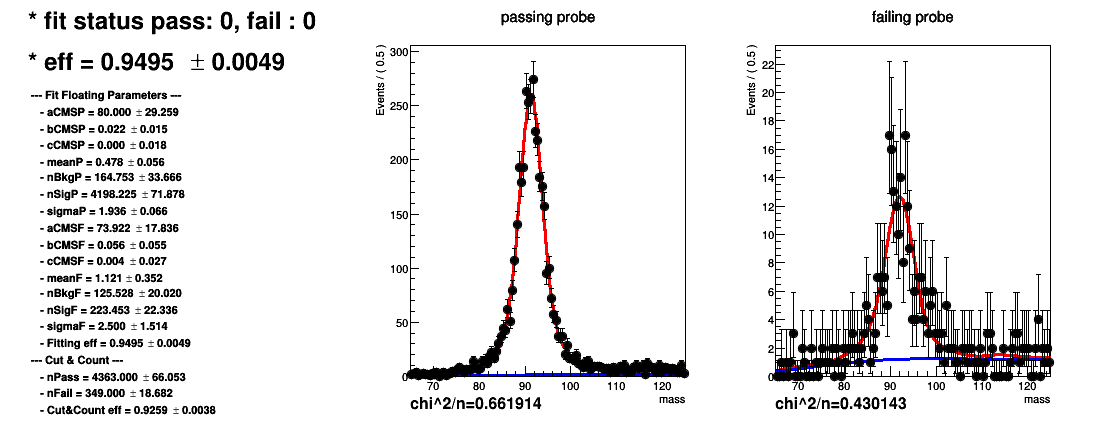 * fit status pass: 0, fail : 0
* eff = 0.9495 ± 0.0049
--- Fit Floating Parameters ---
- aCMSP = 80.000 ± 29.259
- bCMSP = 0.022 ± 0.015
- cCMSP = 0.000 ± 0.018
- meanP = 0.478 ± 0.056
- nBkgP = 164.753 ± 33.666
- nSigP = 4198.225 ± 71.878
- sigmaP = 1.936 ± 0.066
- aCMSF = 73.922 ± 17.836
- bCMSF = 0.056 ± 0.055
- cCMSF = 0.004 ± 0.027
- meanF = 1.121 ± 0.352
- nBkgF = 125.528 ± 20.020
- nSigF = 223.453 ± 22.336
- sigmaF = 2.500 ± 1.514
- Fitting eff = 0.9495 ± 0.0049
--- Cut & Count ---
- nPass = 4363.000 ± 66.053
- nFail = 349.000 ± 18.682
- Cut&Count eff = 0.9259 ± 0.0038
passing probe
Events / ( 0.5 )
300
250
200
150
100
50
0
70 80 90 100 110 120
mass
chi^2/n=0.661914
failing probe
Events / ( 0.5 )
22
20
18
16
14
12
10
8
6
4
2
0
70 80 90 100 110 120
mass
chi^2/n=0.430143